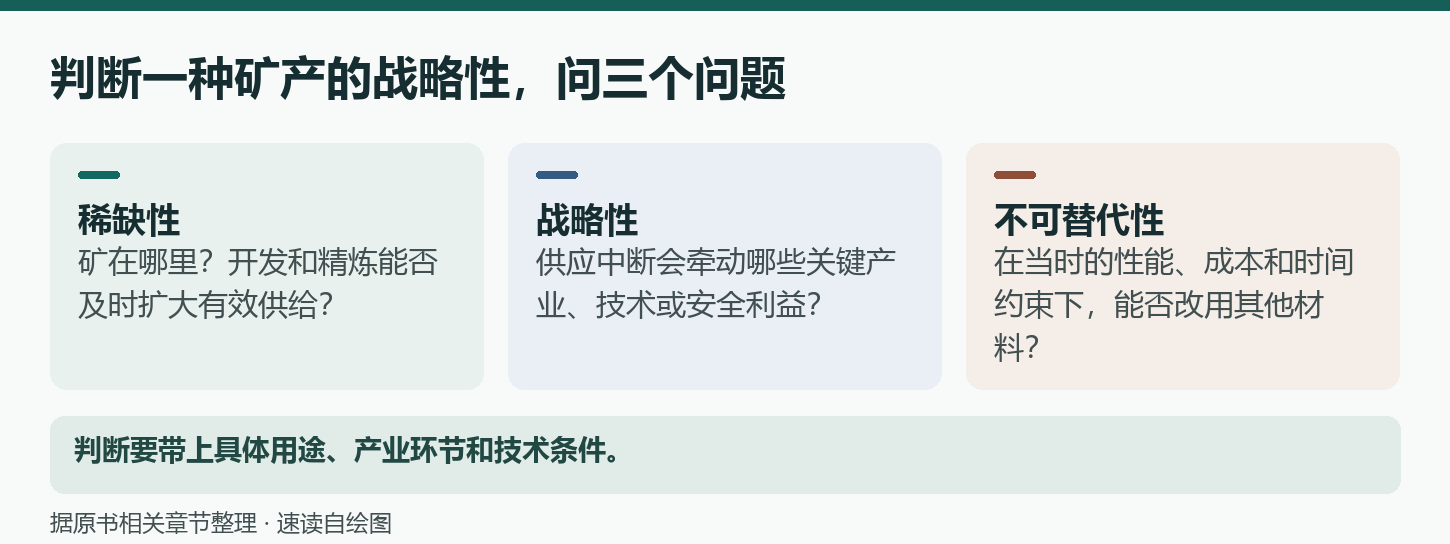 判断一种矿产的战略性，问三个问题
稀缺性
矿在哪里？开发和精炼能否
及时扩大有效供给？
战略性
供应中断会牵动哪些关键产
业、技术或安全利益？
不可替代性
在当时的性能、成本和时间
约束下，能否改用其他材
料？
判断要带上具体用途、产业环节和技术条件。
据原书相关章节整理 · 速读自绘图